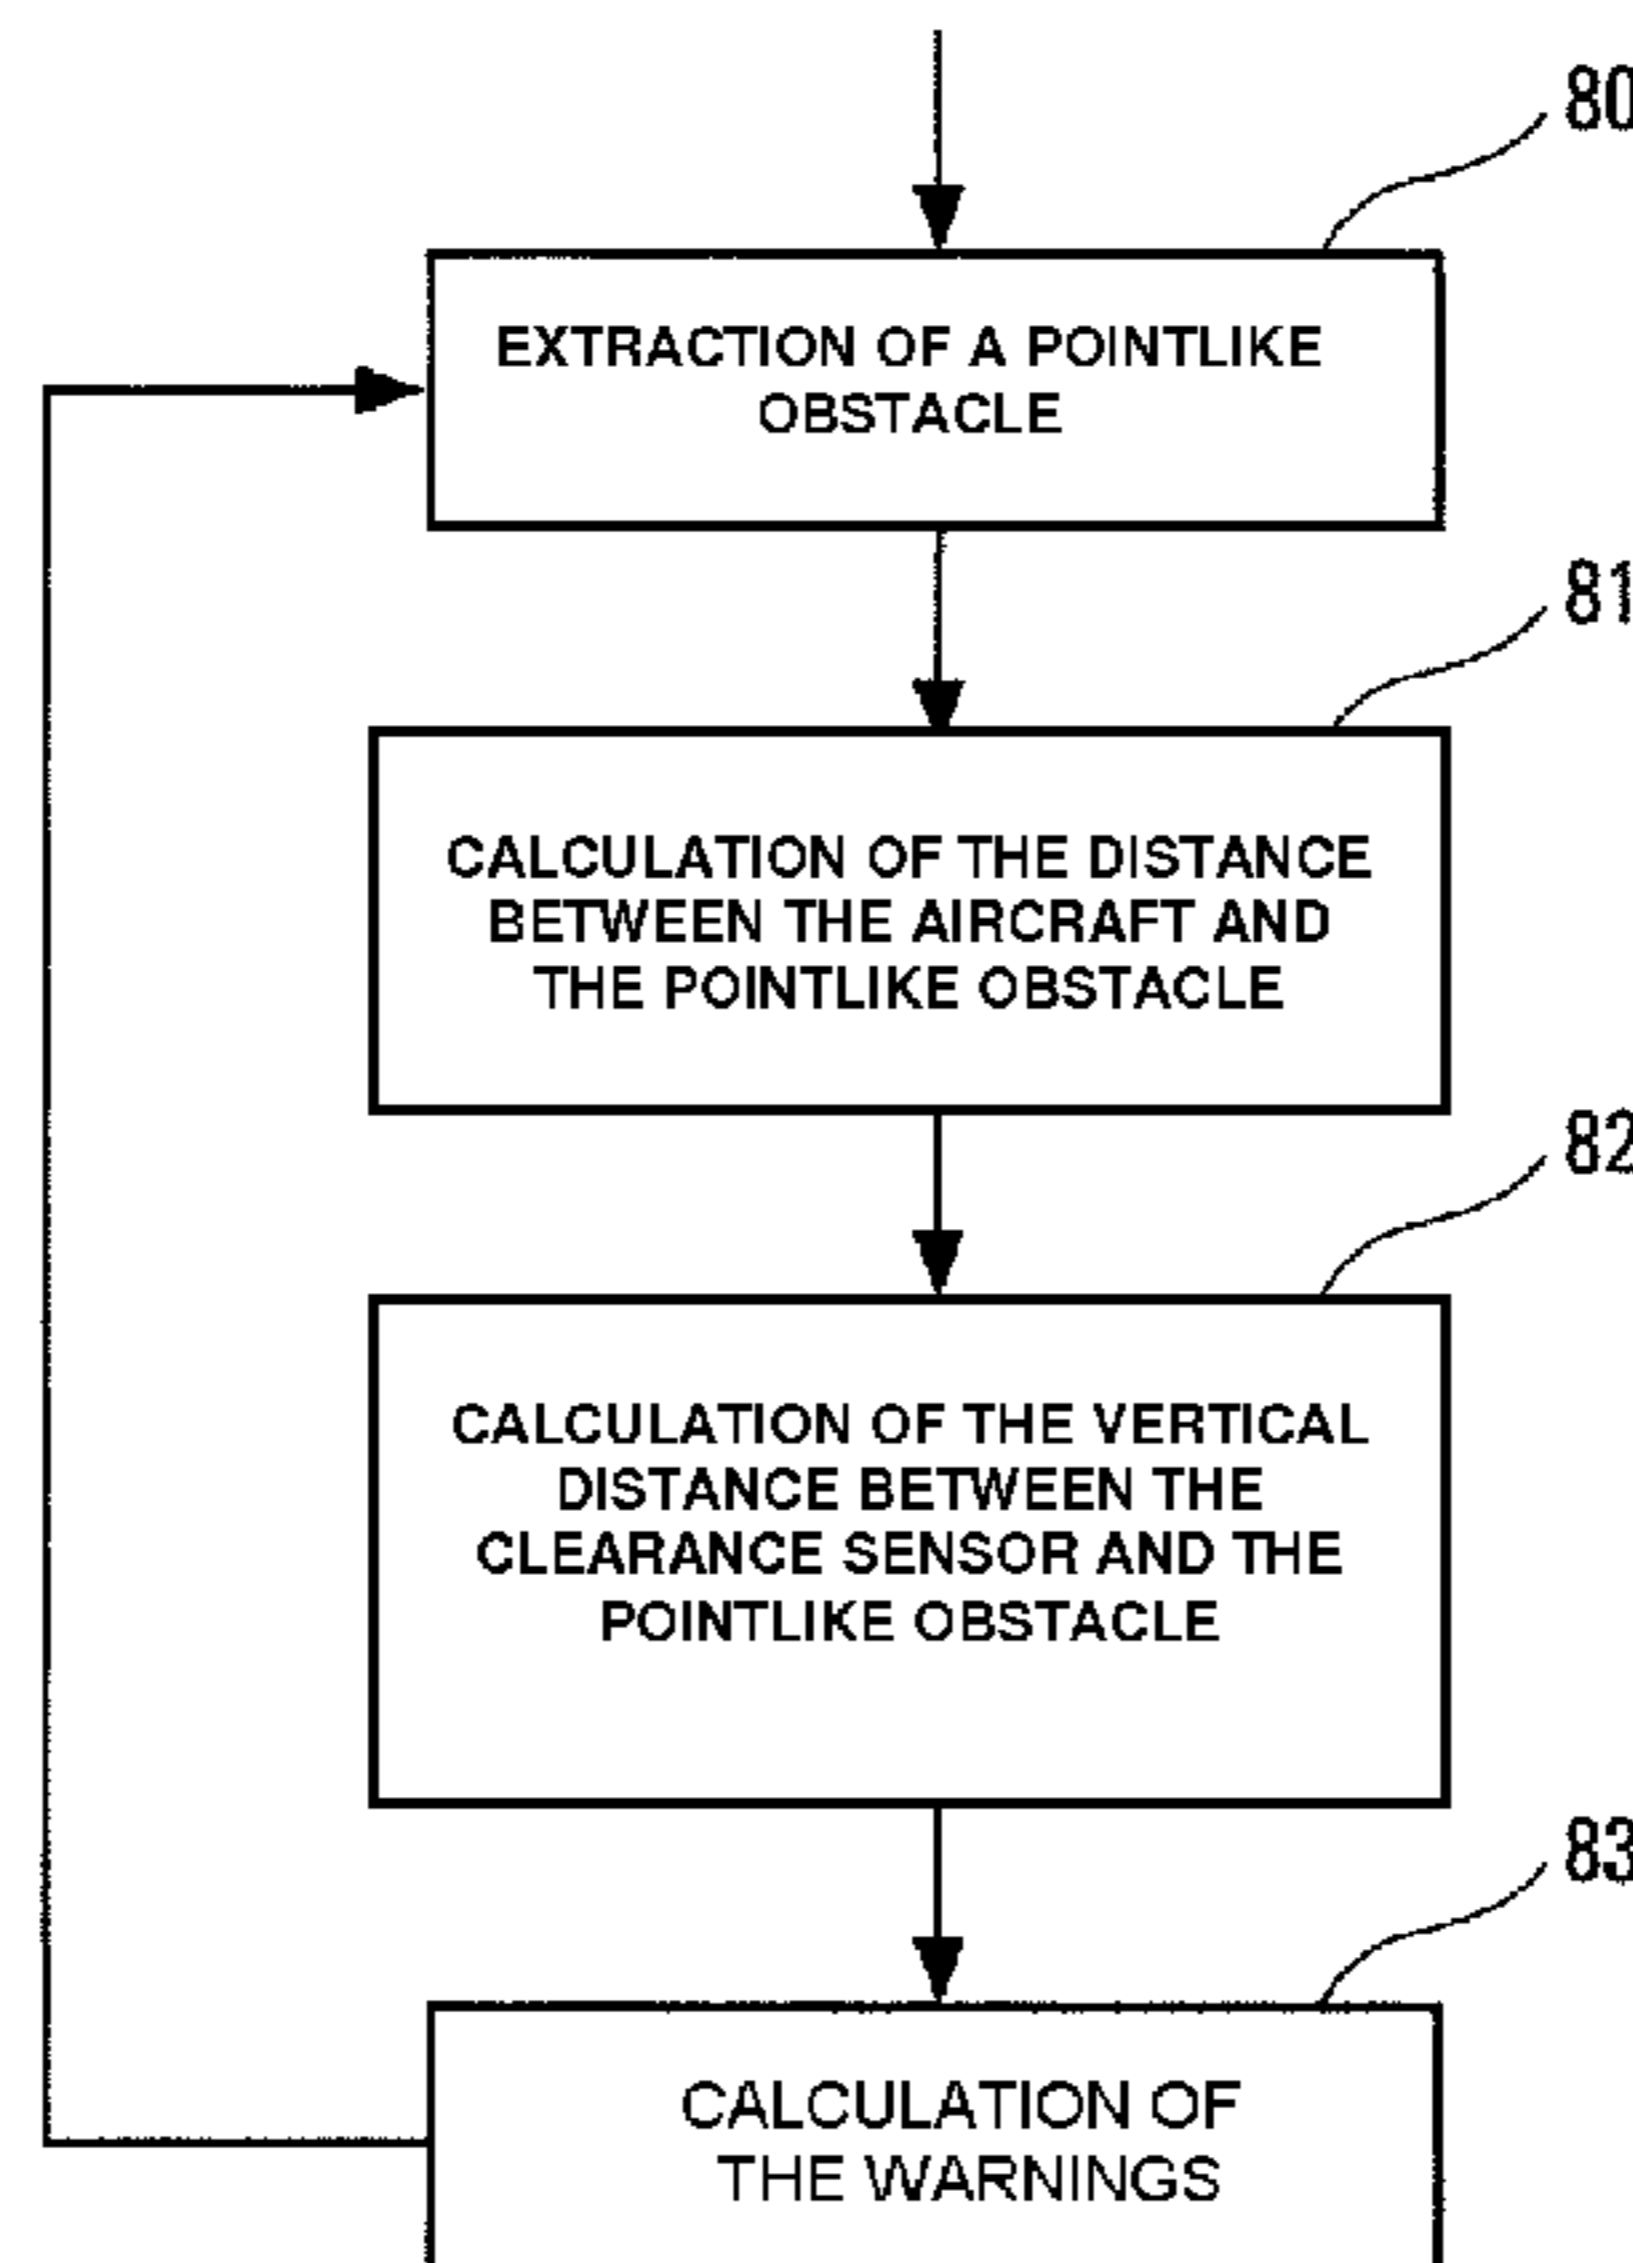 80
EXTRACTION OF A POINTLIKE
OBSTACLE
81
CALCULATION OF THE DISTANCE
BETWEEN THE AIRCRAFT AND
THE POINTLIKE OBSTACLE
82
CALCULATION OF THE VERTICAL
DISTANCE BETWEEN THE
CLEARANCE SENSOR AND THE
POINTLIKE OBSTACLE
83
CALCULATION OF
THE WARNINGS